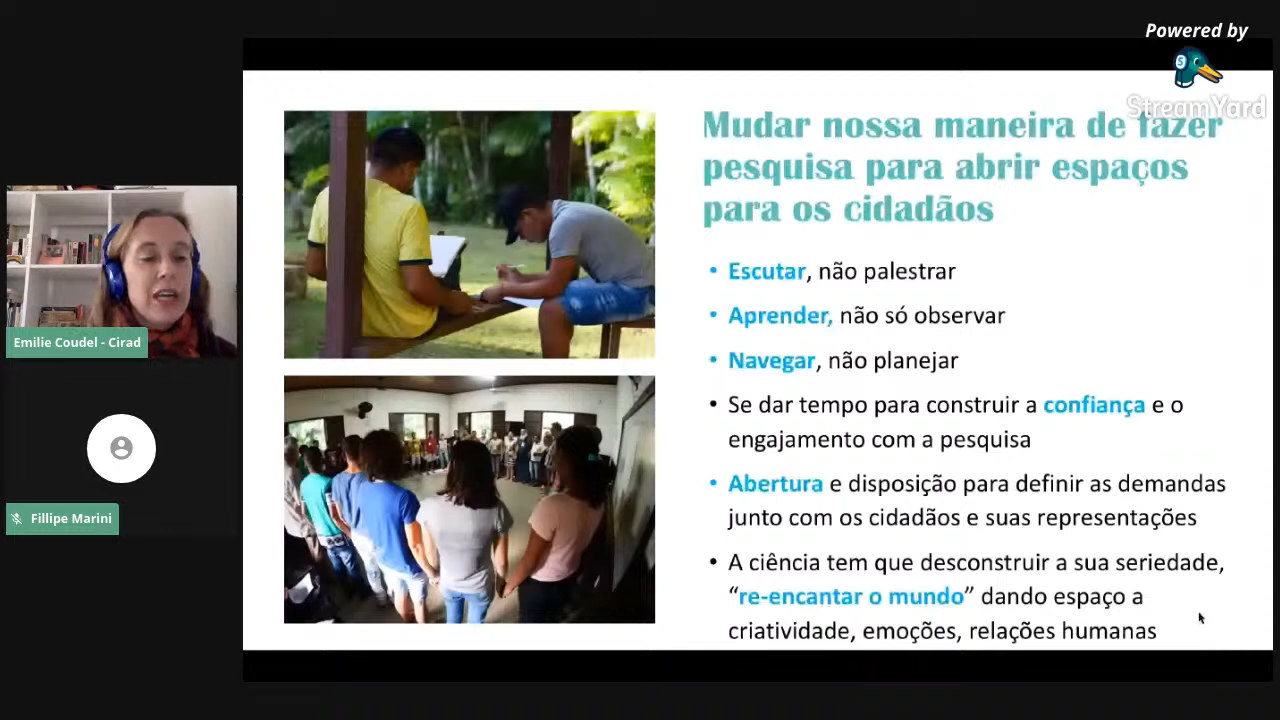 Powered by
StreamYard
Mudar nossa maneira de fazer
pesquisa para abrir espaços
para os cidadãos
• Escutar, não palestrar
• Aprender, não só observar
• Navegar, não planejar
• Se dar tempo para construir a confiança e o
engajamento com a pesquisa
• Abertura e disposição para definir as demandas
junto com os cidadãos e suas representações
• A ciência tem que desconstruir a sua seriedade,
“re-encantar o mundo” dando espaço a
criatividade, emoções, relações humanas
Emilie Coudel - Cirad
Fillipe Marini